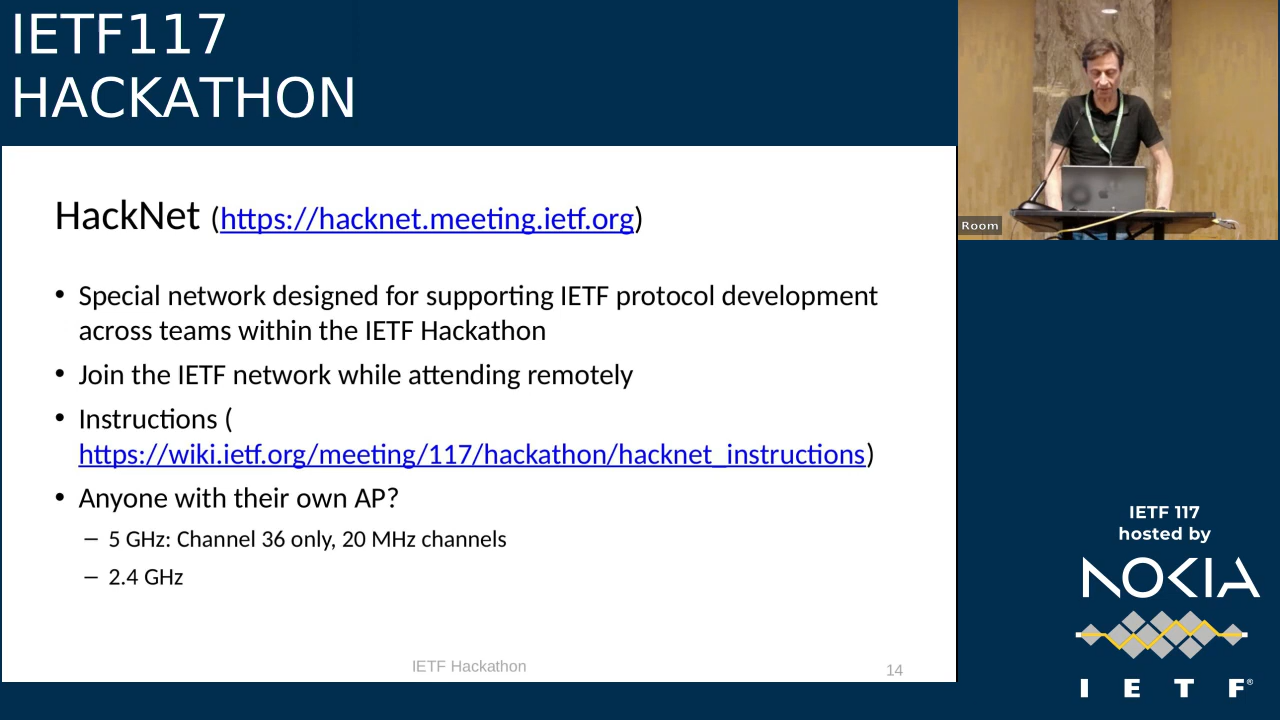 IETF117
HACKATHON
HackNet (https://hacknet.meeting.ietf.org)
• Special network designed for supporting IETF protocol development
across teams within the IETF Hackathon
• Join the IETF network while attending remotely
• Instructions (
https://wiki.ietf.org/meeting/117/hackathon/hacknet_instructions)
• Anyone with their own AP?
– 5 GHz: Channel 36 only, 20 MHz channels
– 2.4 GHz
IETF Hackathon
14
Room
IETF 117
hosted by
NOKIA
I E T F®